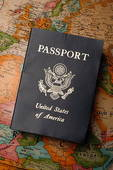 PASSPORT
United States
of America